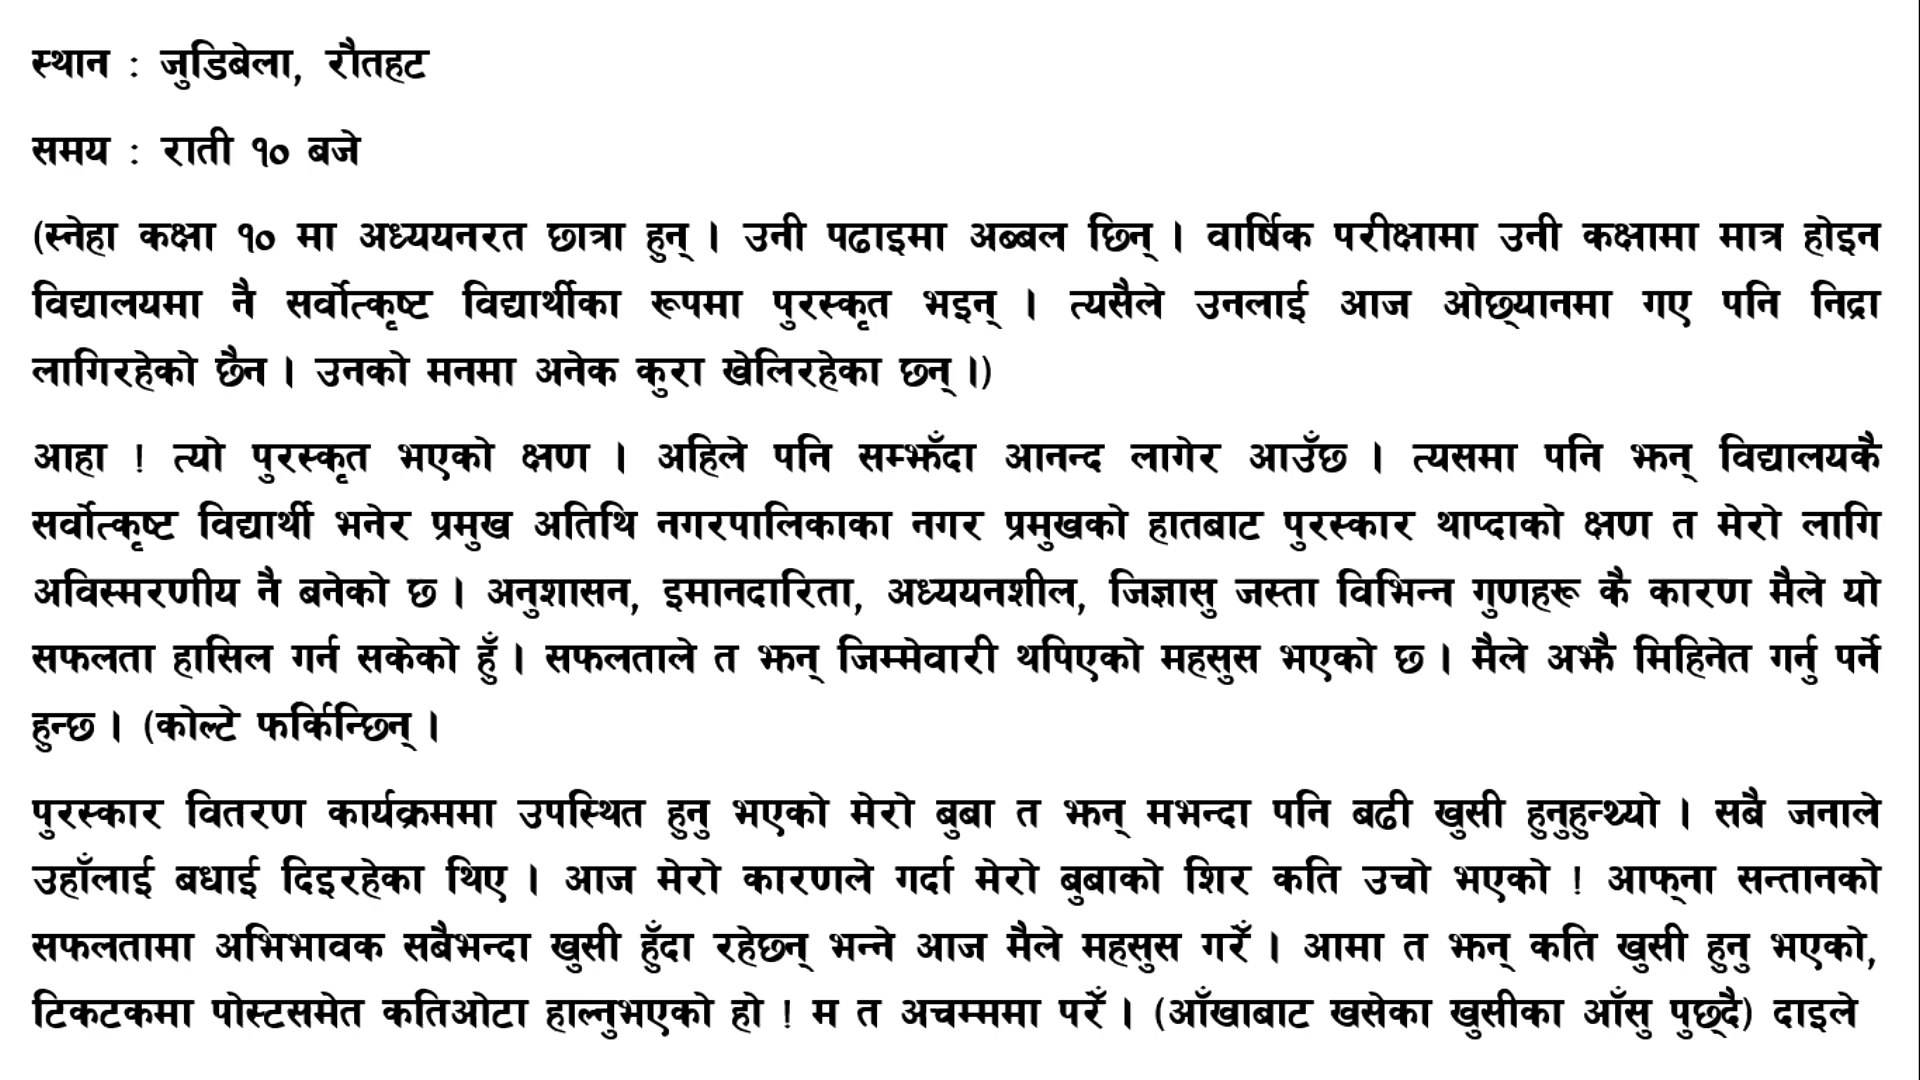 स्थान : जुडिबेला, रौतहट
समय : राती १० बजे
(स्नेहा कक्षा १० मा अध्ययनरत छात्रा हुन् । उनी पढाइमा अब्बल छिन् । वार्षिक परीक्षामा उनी कक्षामा मात्र होइन
विद्यालयमा नै सर्वोत्कृष्ट विद्यार्थीका रूपमा पुरस्कृत भइन् । त्यसैले उनलाई आज ओछ्यानमा गए पनि निद्रा
लागिरहेको छैन । उनको मनमा अनेक कुरा खेलिरहेका छन् ।)
आहा ! त्यो पुरस्कृत भएको क्षण । अहिले पनि सम्झँदा आनन्द लागेर आउँछ । त्यसमा पनि झन् विद्यालयकै
सर्वोत्कृष्ट विद्यार्थी भनेर प्रमुख अतिथि नगरपालिकाका नगर प्रमुखको हातबाट पुरस्कार थाप्दाको क्षण त मेरो लागि
अविस्मरणीय नै बनेको छ । अनुशासन, इमानदारिता, अध्ययनशील, जिज्ञासु जस्ता विभिन्न गुणहरू कै कारण मैले यो
सफलता हासिल गर्न सकेको हुँ । सफलताले त झन् जिम्मेवारी थपिएको महसुस भएको छ । मैले अझै मिहिनेत गर्नु पर्ने
हुन्छ । (कोल्टे फर्किन्छिन् ।
पुरस्कार वितरण कार्यक्रममा उपस्थित हुनु भएको मेरो बुबा त झन् मभन्दा पनि बढी खुसी हुनुहुन्थ्यो । सबै जनाले
उहाँलाई बधाई दिइरहेका थिए । आज मेरो कारणले गर्दा मेरो बुबाको शिर कति उचो भएको ! आफ्ना सन्तानको
सफलतामा अभिभावक सबैभन्दा खुसी हुँदा रहेछन् भन्ने आज मैले महसुस गरेँ । आमा त झन् कति खुसी हुनु भएको,
टिकटकमा पोस्टसमेत कतिओटा हाल्नुभएको हो ! म त अचम्ममा परेँ । (आँखाबाट खसेका खुसीका आँसु पुछ्दै) दाइले